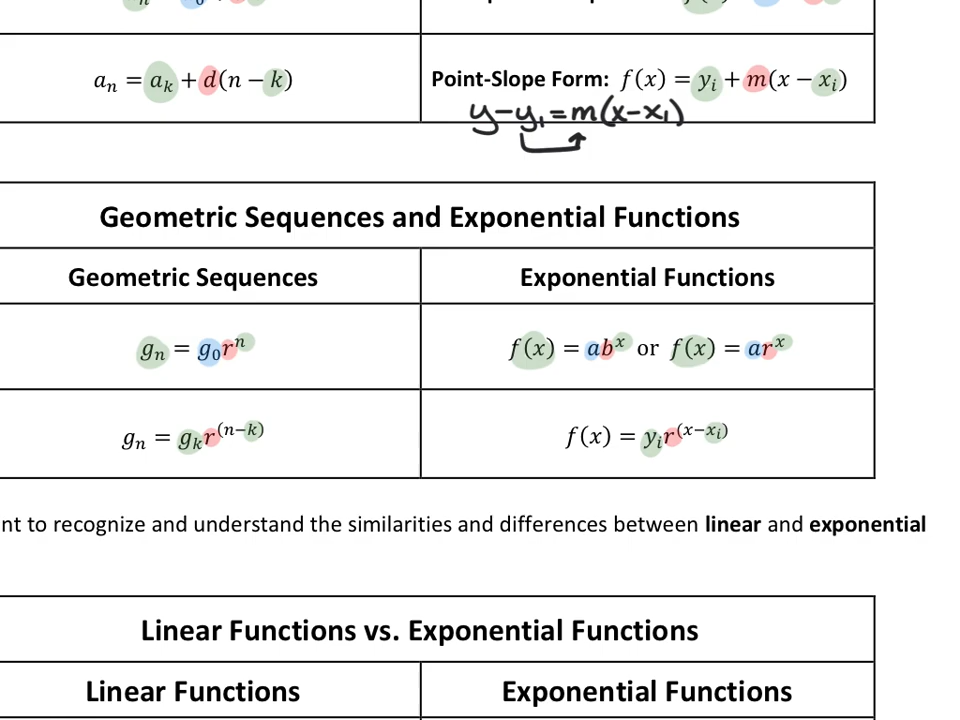 aₙ = aₖ + d(n − k)
Point-Slope Form: f(x) = yᵢ + m(x − xᵢ)
y-y₁=m(x-x₁)
Geometric Sequences and Exponential Functions
Geometric Sequences
Exponential Functions
gₙ = g₀rⁿ
f(x) = abˣ or f(x) = arˣ
gₙ = gₖr⁽ⁿ⁻ᵏ⁾
f(x) = yᵢr^(x−xᵢ)
nt to recognize and understand the similarities and differences between linear and exponential
Linear Functions vs. Exponential Functions
Linear Functions
Exponential Functions